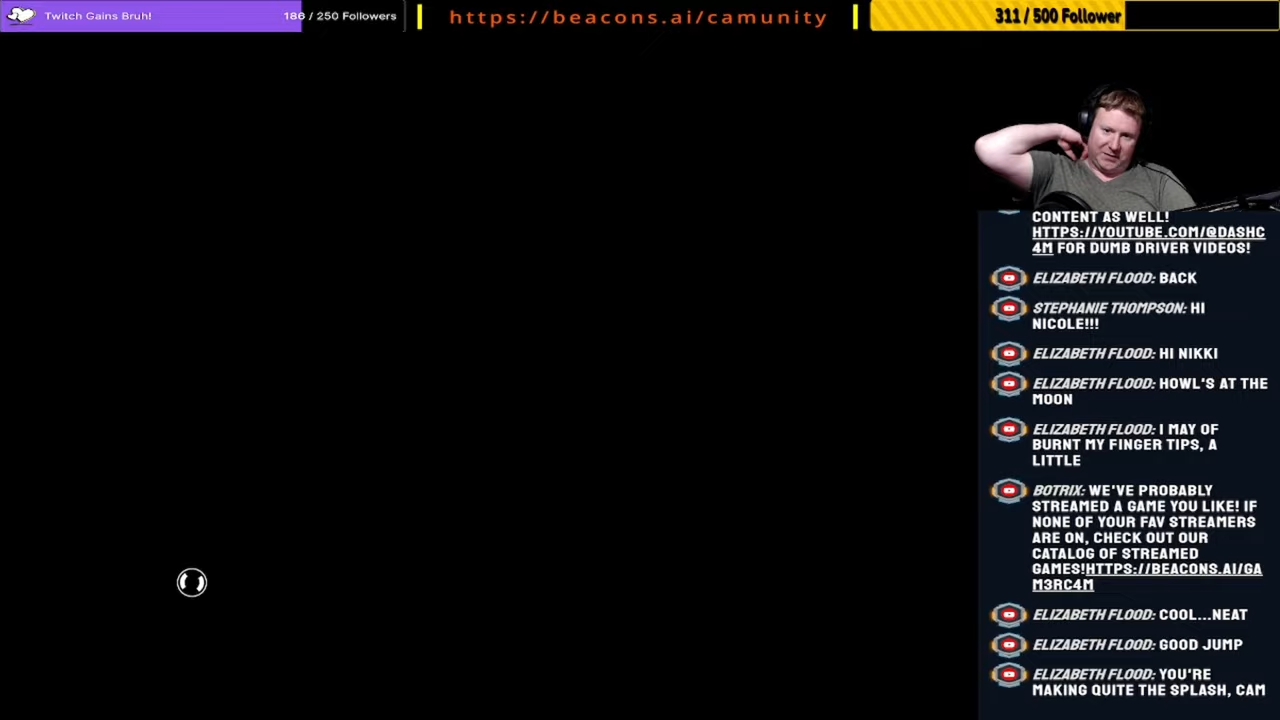 Twitch Gains Bruh!
186 / 250 Followers
https://beacons.ai/camunity
311 / 500 Follower
CONTENT AS WELL!
HTTPS://YOUTUBE.COM/@DASHC
4M FOR DUMB DRIVER VIDEOS!
ELIZABETH FLOOD: BACK
STEPHANIE THOMPSON: HI
NICOLE!!!
ELIZABETH FLOOD: HI NIKKI
ELIZABETH FLOOD: HOWL'S AT THE
MOON
ELIZABETH FLOOD: I MAY OF
BURNT MY FINGER TIPS, A
LITTLE
BOTRIX: WE'VE PROBABLY
STREAMED A GAME YOU LIKE! IF
NONE OF YOUR FAV STREAMERS
ARE ON, CHECK OUT OUR
CATALOG OF STREAMED
GAMES!HTTPS://BEACONS.AI/GA
M3RC4M
ELIZABETH FLOOD: COOL...NEAT
ELIZABETH FLOOD: GOOD JUMP
ELIZABETH FLOOD: YOU'RE
MAKING QUITE THE SPLASH, CAM